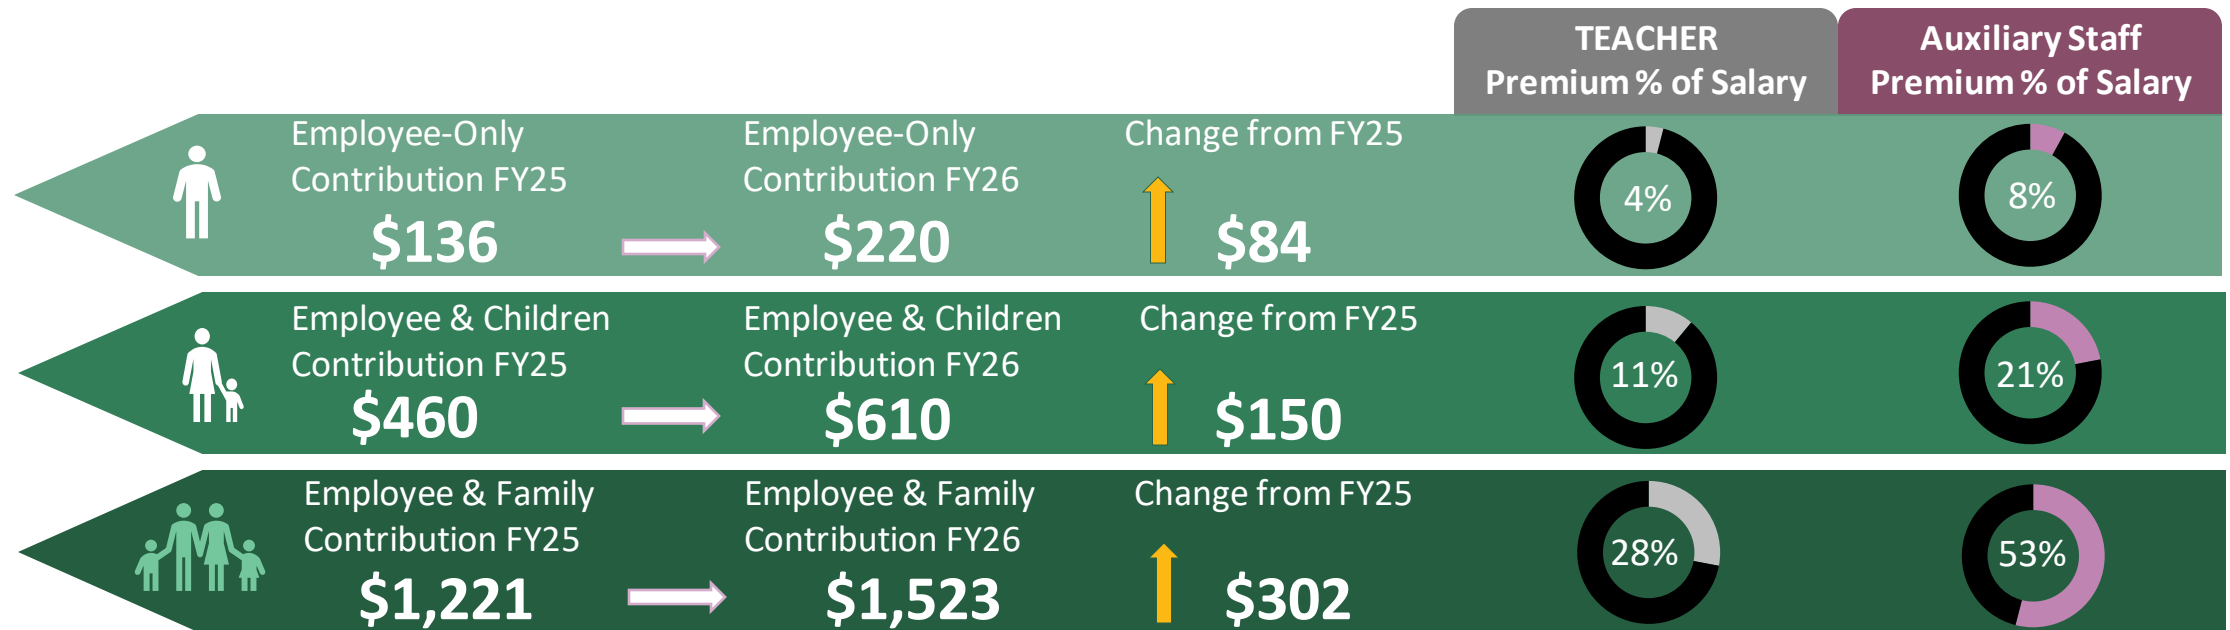 TEACHER
Premium % of Salary
Auxiliary Staff
Premium % of Salary
Employee-Only
Contribution FY25
$136
Employee-Only
Contribution FY26
$220
Change from FY25
$84
4%
8%
Employee & Children
Contribution FY25
$460
Employee & Children
Contribution FY26
$610
Change from FY25
$150
11%
21%
Employee & Family
Contribution FY25
$1,221
Employee & Family
Contribution FY26
$1,523
Change from FY25
$302
28%
53%